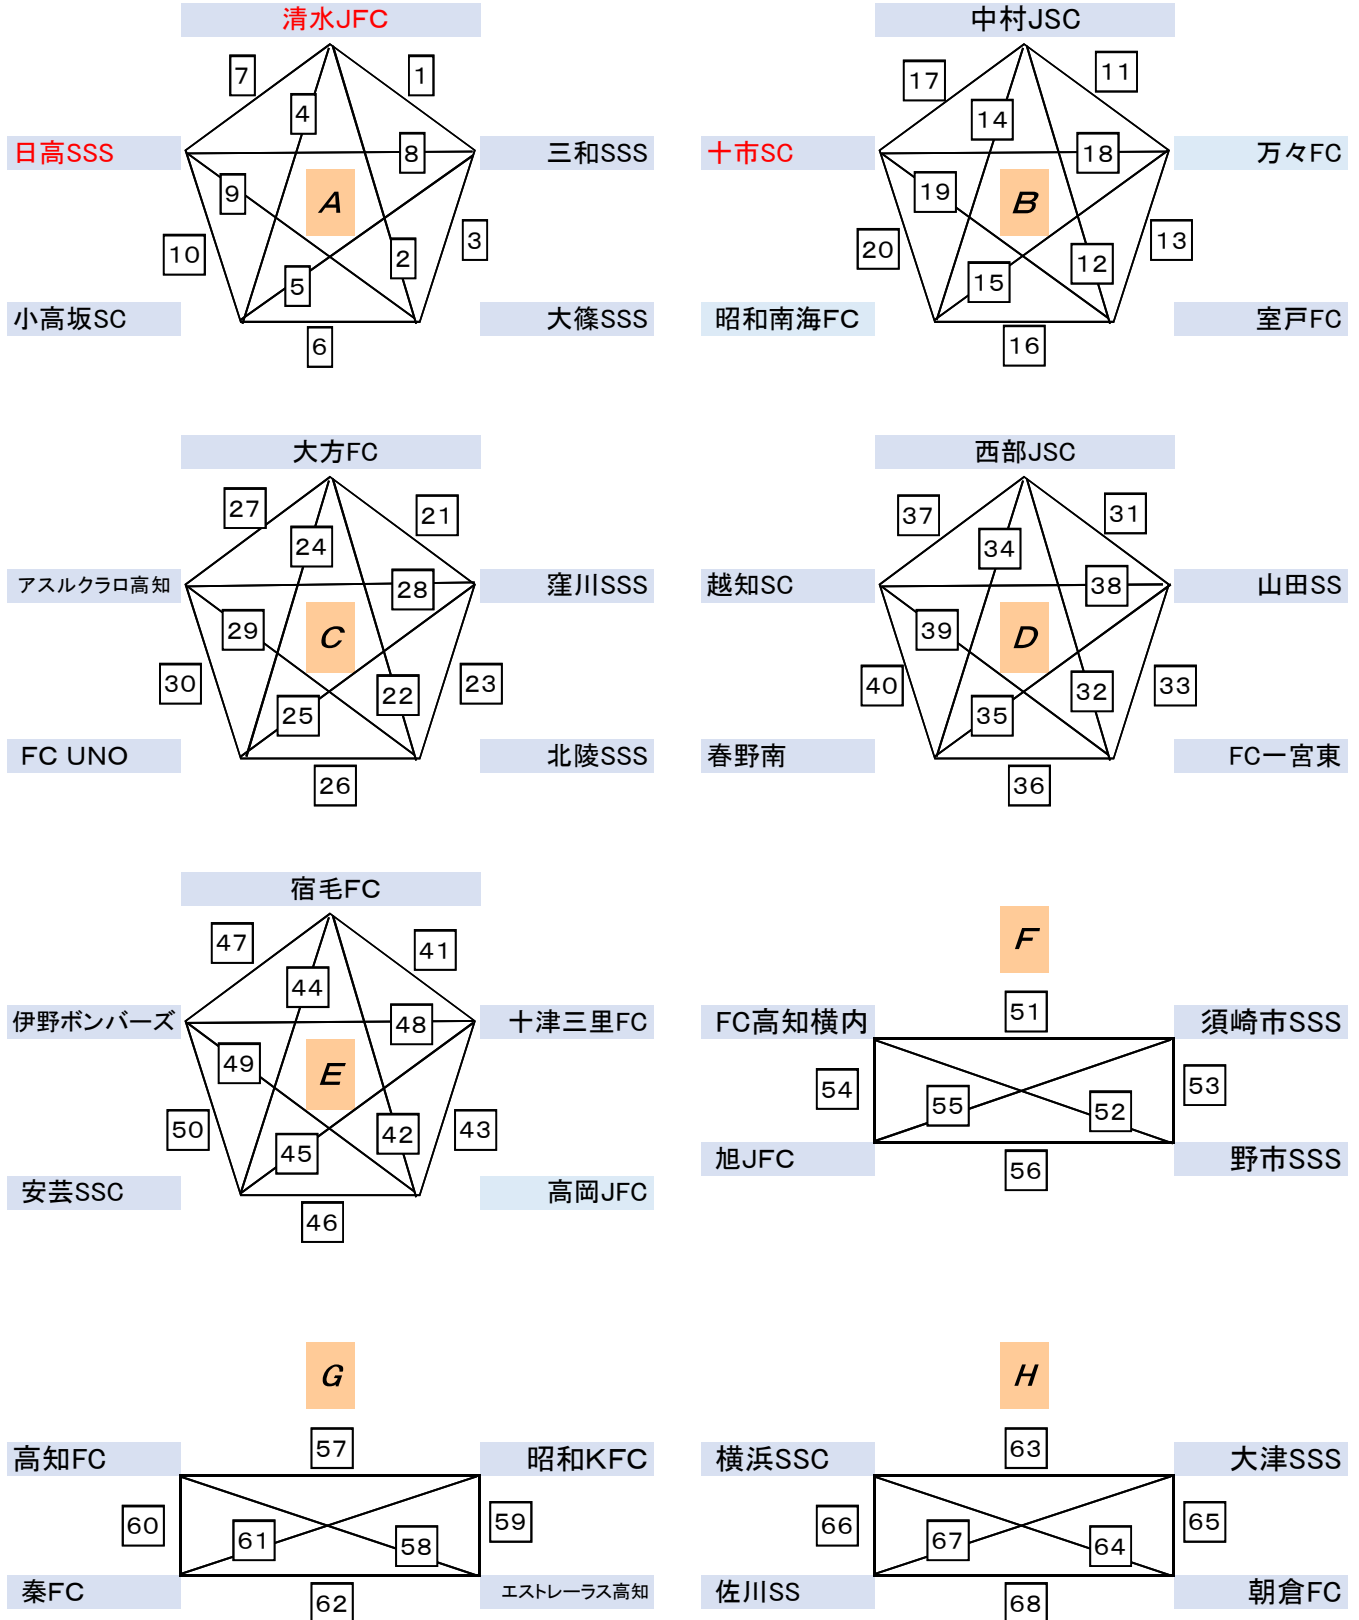 清水JFC
7
1
4
日高SSS
8
三和SSS
9
A
10
3
2
5
小高坂SC
大篠SSS
6
中村JSC
17
11
14
十市SC
18
万々FC
19
B
20
13
12
15
昭和南海FC
室戸FC
16
大方FC
27
21
24
アスルクラロ高知
28
窪川SSS
29
C
30
23
22
25
FC UNO
北陵SSS
26
西部JSC
37
31
34
越知SC
38
山田SS
39
D
40
33
32
35
春野南
FC一宮東
36
宿毛FC
47
41
44
伊野ボンバーズ
48
十津三里FC
49
E
50
43
42
45
安芸SSC
高岡JFC
46
F
51
FC高知横内
須崎市SSS
54
53
55
52
旭JFC
野市SSS
56
G
57
高知FC
昭和KFC
60
59
61
58
秦FC
エストレーラス高知
62
H
63
横浜SSC
大津SSS
66
65
67
64
佐川SS
朝倉FC
68